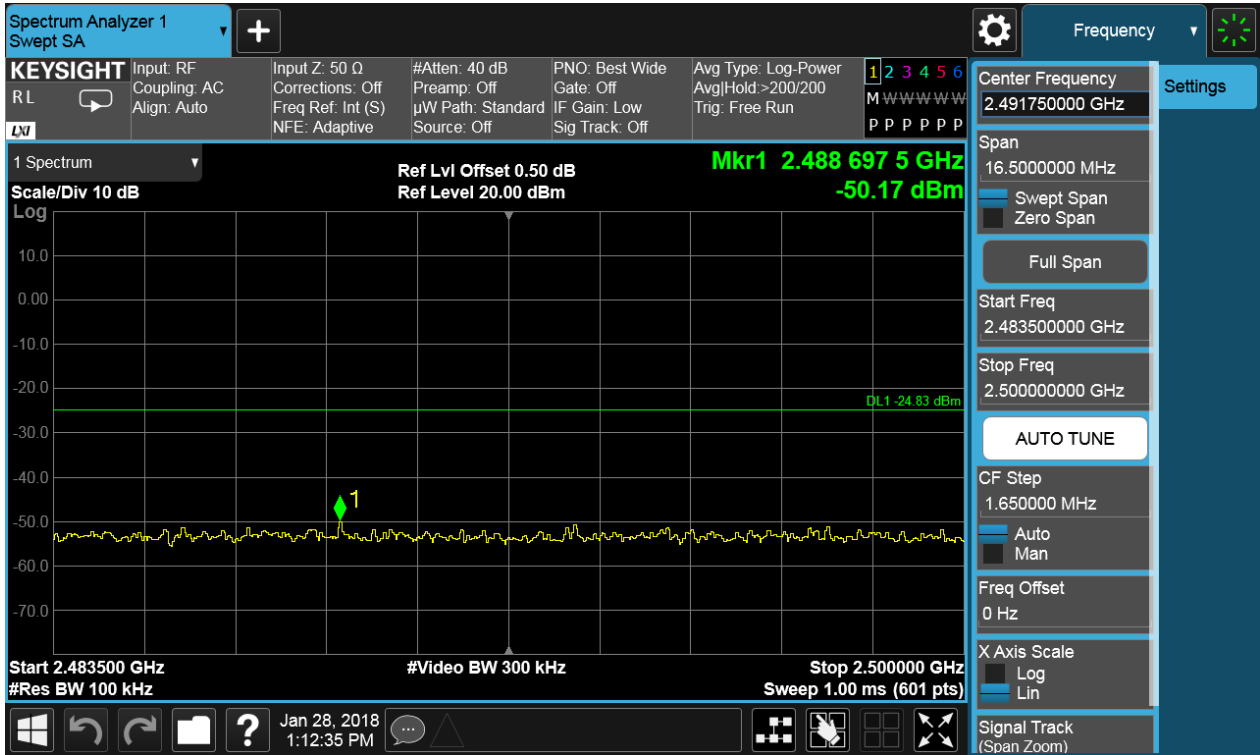 Spectrum Analyzer 1
Swept SA
+
Frequency
KEYSIGHT
RL
LXI
Input: RF
Coupling: AC
Align: Auto
Input Z: 50 Ω
Corrections: Off
Freq Ref: Int (S)
NFE: Adaptive
#Atten: 40 dB
Preamp: Off
µW Path: Standard
Source: Off
PNO: Best Wide
Gate: Off
IF Gain: Low
Sig Track: Off
Avg Type: Log-Power
Avg|Hold:>200/200
Trig: Free Run
1 2 3 4 5 6
M W W W W W
P P P P P P
1 Spectrum
Scale/Div 10 dB
Log
Ref Lvl Offset 0.50 dB
Ref Level 20.00 dBm
Mkr1 2.488 697 5 GHz
-50.17 dBm
10.0
0.00
-10.0
-20.0
-30.0
-40.0
-50.0
-60.0
-70.0
DL1 -24.83 dBm
1
Start 2.483500 GHz
#Res BW 100 kHz
#Video BW 300 kHz
Stop 2.500000 GHz
Sweep 1.00 ms (601 pts)
Center Frequency
2.491750000 GHz
Span
16.5000000 MHz
Swept Span
Zero Span
Full Span
Start Freq
2.483500000 GHz
Stop Freq
2.500000000 GHz
AUTO TUNE
CF Step
1.650000 MHz
Auto
Man
Freq Offset
0 Hz
X Axis Scale
Log
Lin
Signal Track
(Span Zoom)
Settings
?
Jan 28, 2018
1:12:35 PM